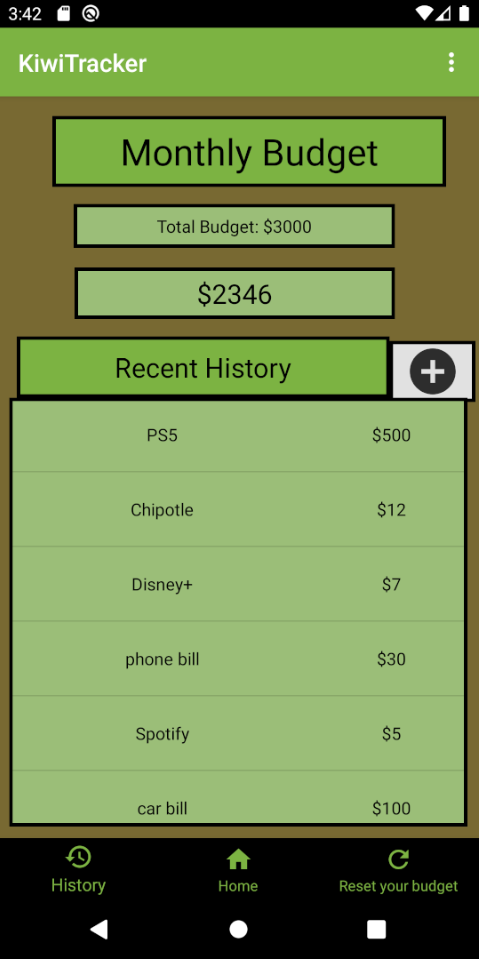 3:42
KiwiTracker
Monthly Budget
Total Budget: $3000
$2346
Recent History
PS5 $500
Chipotle $12
Disney+ $7
phone bill $30
Spotify $5
car bill $100
History Home Reset your budget